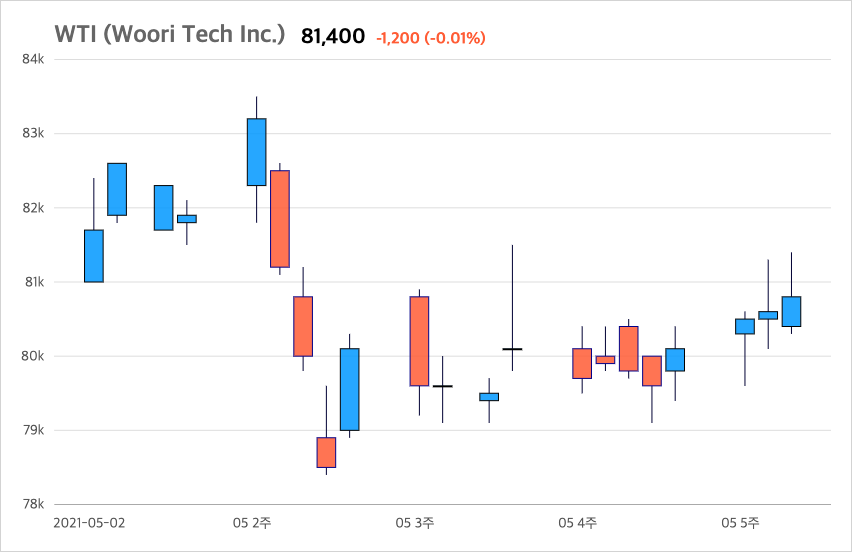 WTI (Woori Tech Inc.) 81,400 -1,200 (-0.01%)
84k
83k
82k
81k
80k
79k
78k
2021-05-02 05 2주 05 3주 05 4주 05 5주